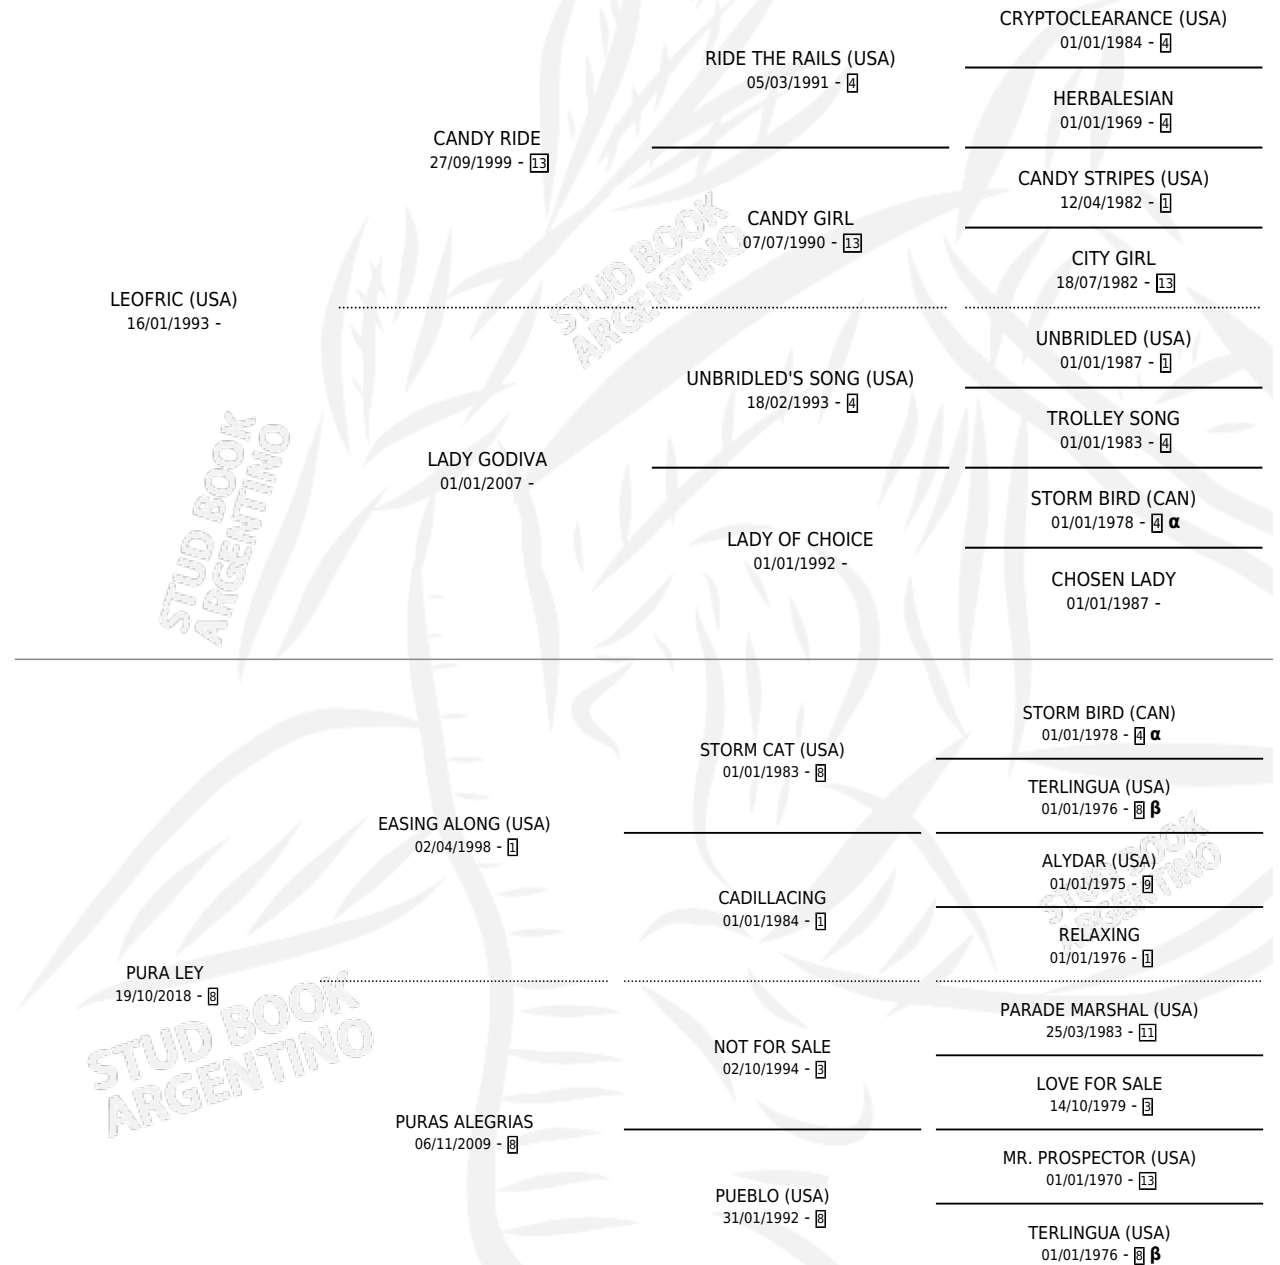 CRYPTOCLEARANCE (USA)
01/01/1984 - 4
RIDE THE RAILS (USA)
05/03/1991 - 4
HERBALESIAN
01/01/1969 - 4
CANDY RIDE
27/09/1999 - 13
CANDY STRIPES (USA)
12/04/1982 - 1
CANDY GIRL
07/07/1990 - 13
CITY GIRL
18/07/1982 - 13
LEOFRIC (USA)
16/01/1993 -
UNBRIDLED (USA)
01/01/1987 - 1
UNBRIDLED'S SONG (USA)
18/02/1993 - 4
TROLLEY SONG
01/01/1983 - 4
LADY GODIVA
01/01/2007 -
STORM BIRD (CAN)
01/01/1978 - 4 α
LADY OF CHOICE
01/01/1992 -
CHOSEN LADY
01/01/1987 -
STORM BIRD (CAN)
01/01/1978 - 4 α
STORM CAT (USA)
01/01/1983 - 8
TERLINGUA (USA)
01/01/1976 - 8 β
EASING ALONG (USA)
02/04/1998 - 1
ALYDAR (USA)
01/01/1975 - 9
CADILLACING
01/01/1984 - 1
RELAXING
01/01/1976 - 1
PURA LEY
19/10/2018 - 8
PARADE MARSHAL (USA)
25/03/1983 - 11
NOT FOR SALE
02/10/1994 - 3
LOVE FOR SALE
14/10/1979 - 3
PURAS ALEGRIAS
06/11/2009 - 8
MR. PROSPECTOR (USA)
01/01/1970 - 13
PUEBLO (USA)
31/01/1992 - 8
TERLINGUA (USA)
01/01/1976 - 8 β
STUD BOOK
ARGENTINO
STUD BOOK
ARGENTINO
STUD BOOK
ARGENTINO
STUD BOOK
ARGENTINO